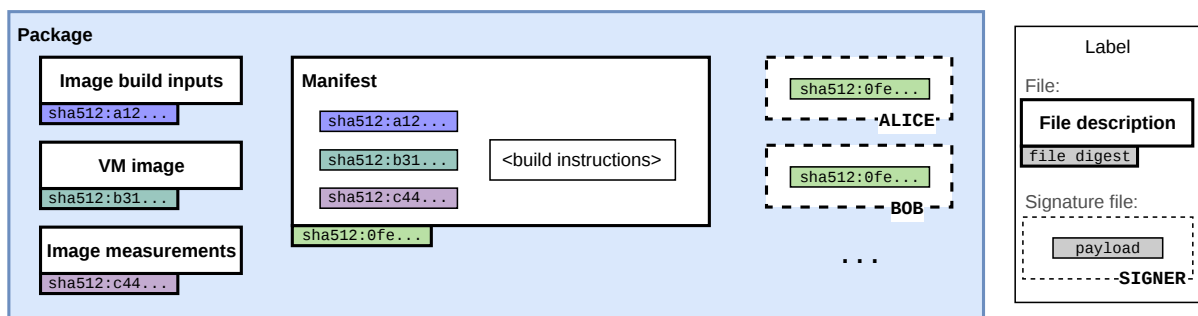 Package
Image build inputs
sha512:a12...
VM image
sha512:b31...
Image measurements
sha512:c44...
Manifest
sha512:a12...
sha512:b31...
sha512:c44...
<build instructions>
sha512:0fe...
sha512:0fe...
ALICE
sha512:0fe...
BOB
...
Label
File:
File description
file digest
Signature file:
payload
SIGNER